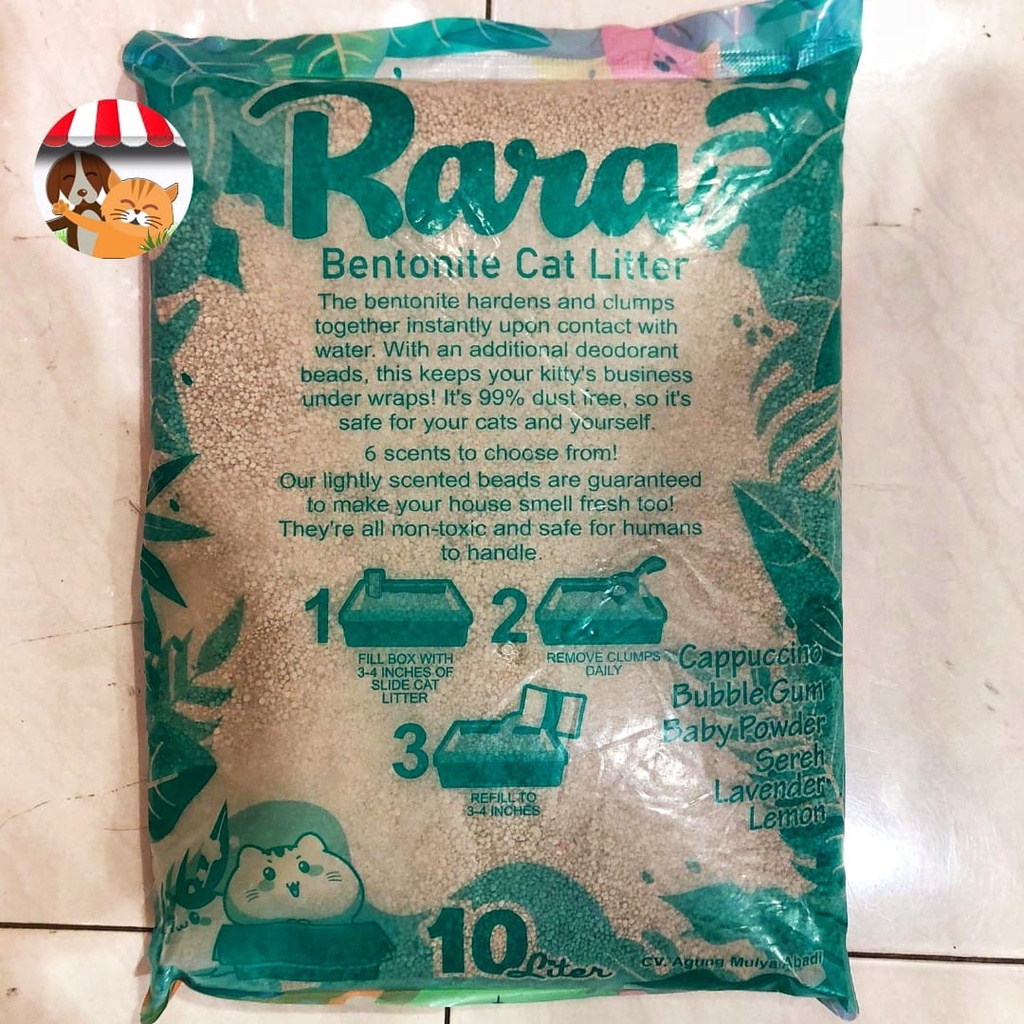 Rara
Bentonite Cat Litter
The bentonite hardens and clumps
together instantly upon contact with
water. With an additional deodorant
beads, this keeps your kitty's business
under wraps! It's 99% dust free, so it's
safe for your cats and yourself.
6 scents to choose from!
Our lightly scented beads are guaranteed
to make your house smell fresh too!
They're all non-toxic and safe for humans
to handle.
1
FILL BOX WITH
3-4 INCHES OF
SLIDE CAT
LITTER
2
REMOVE CLUMPS
DAILY
3
REFILL TO
3-4 INCHES
Cappuccino
Bubble Gum
Baby Powder
Sereh
Lavender
Lemon
10 Liter
CV. Agung Mulya Abadi